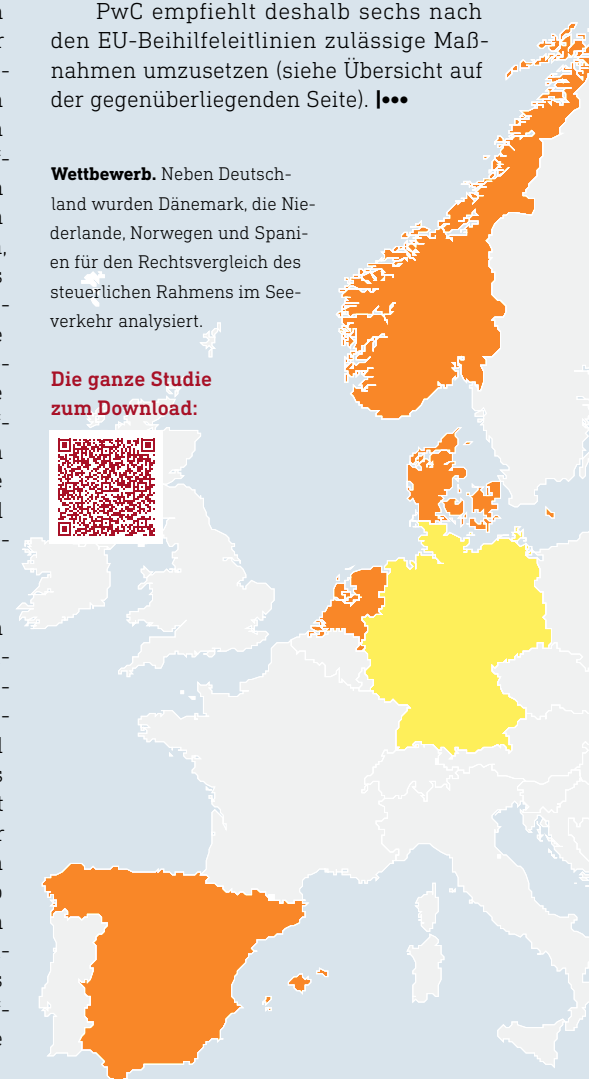 PwC empfiehlt deshalb sechs nach
den EU-Beihilfeleitlinien zulässige Maß-
nahmen umzusetzen (siehe Übersicht auf
der gegenüberliegenden Seite). |•••
Wettbewerb. Neben Deutsch-
land wurden Dänemark, die Nie-
derlande, Norwegen und Spani-
en für den Rechtsvergleich des
steuerlichen Rahmens im See-
verkehr analysiert.
Die ganze Studie
zum Download: